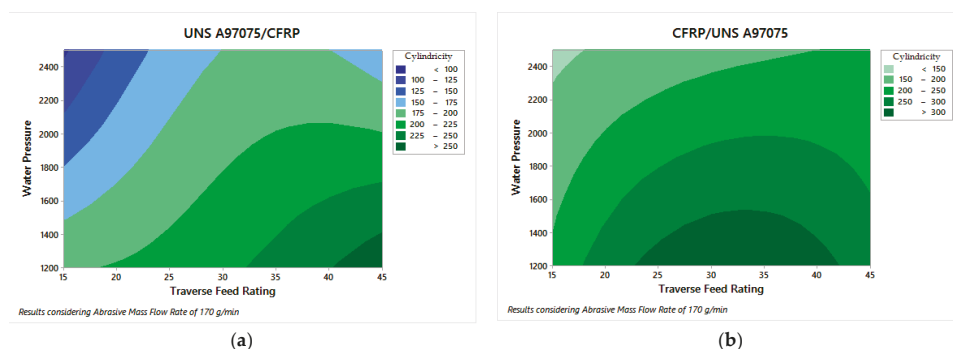 UNS A97075/CFRP
Water Pressure
2400
2200
2000
1800
1600
1400
1200
15
20
25
30
35
40
45
Traverse Feed Rating
Cylindricity
< 100
100 – 125
125 – 150
150 – 175
175 – 200
200 – 225
225 – 250
> 250
Results considering Abrasive Mass Flow Rate of 170 g/min
(a)
CFRP/UNS A97075
Water Pressure
2400
2200
2000
1800
1600
1400
1200
15
20
25
30
35
40
45
Traverse Feed Rating
Cylindricity
< 150
150 – 200
200 – 250
250 – 300
> 300
Results considering Abrasive Mass Flow Rate of 170 g/min
(b)